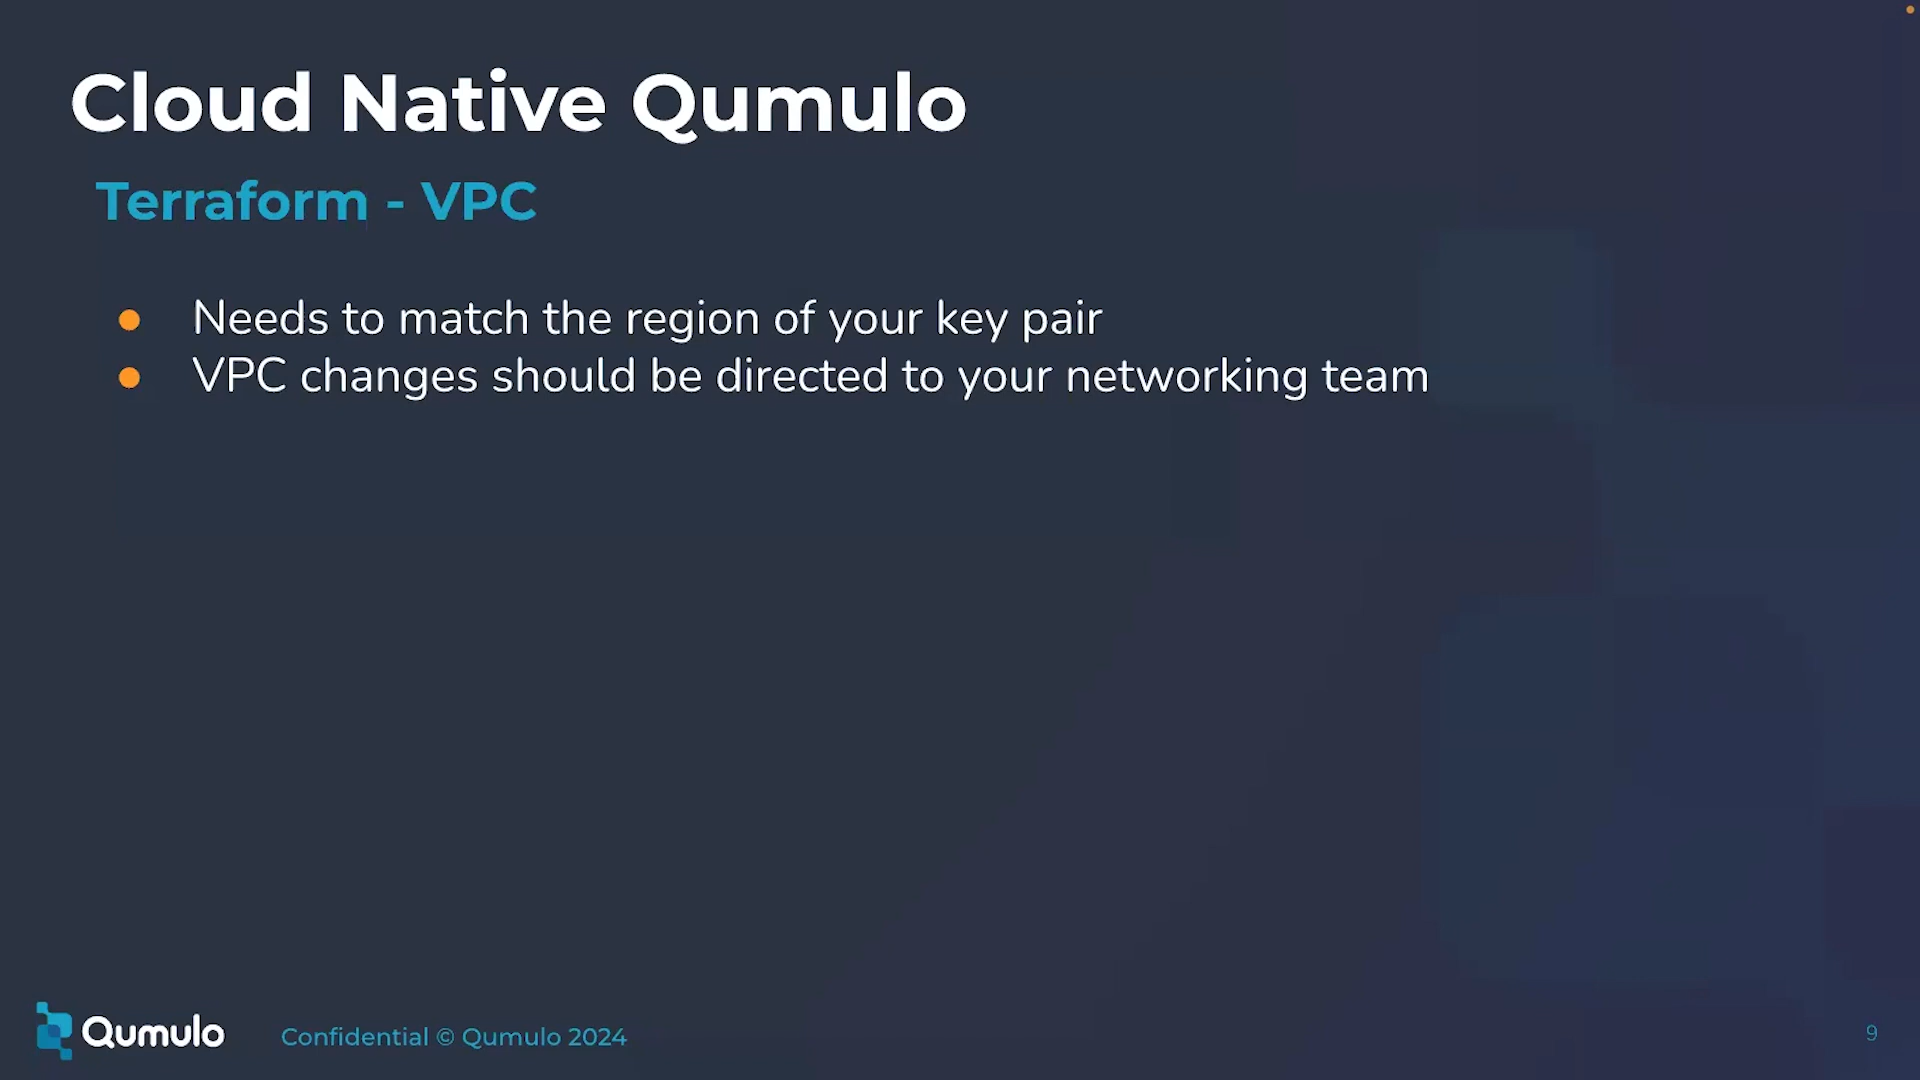 Cloud Native Qumulo
Terraform - VPC
● Needs to match the region of your key pair
● VPC changes should be directed to your networking team
Qumulo
Confidential © Qumulo 2024
9